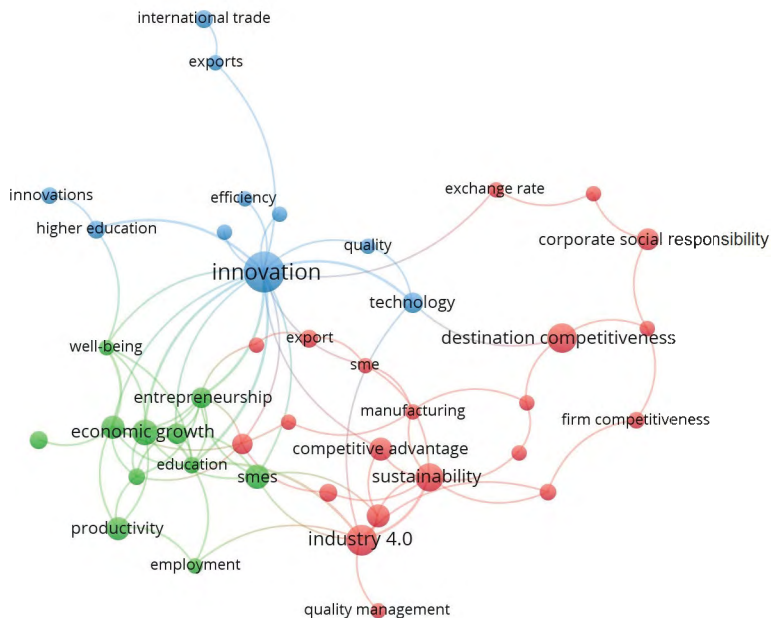 international trade
exports
innovations
efficiency
exchange rate
higher education
quality
corporate social responsibility
innovation
technology
well-being
export
destination competitiveness
sme
entrepreneurship
manufacturing
firm competitiveness
economic growth
competitive advantage
education
smes
sustainability
productivity
industry 4.0
employment
quality management